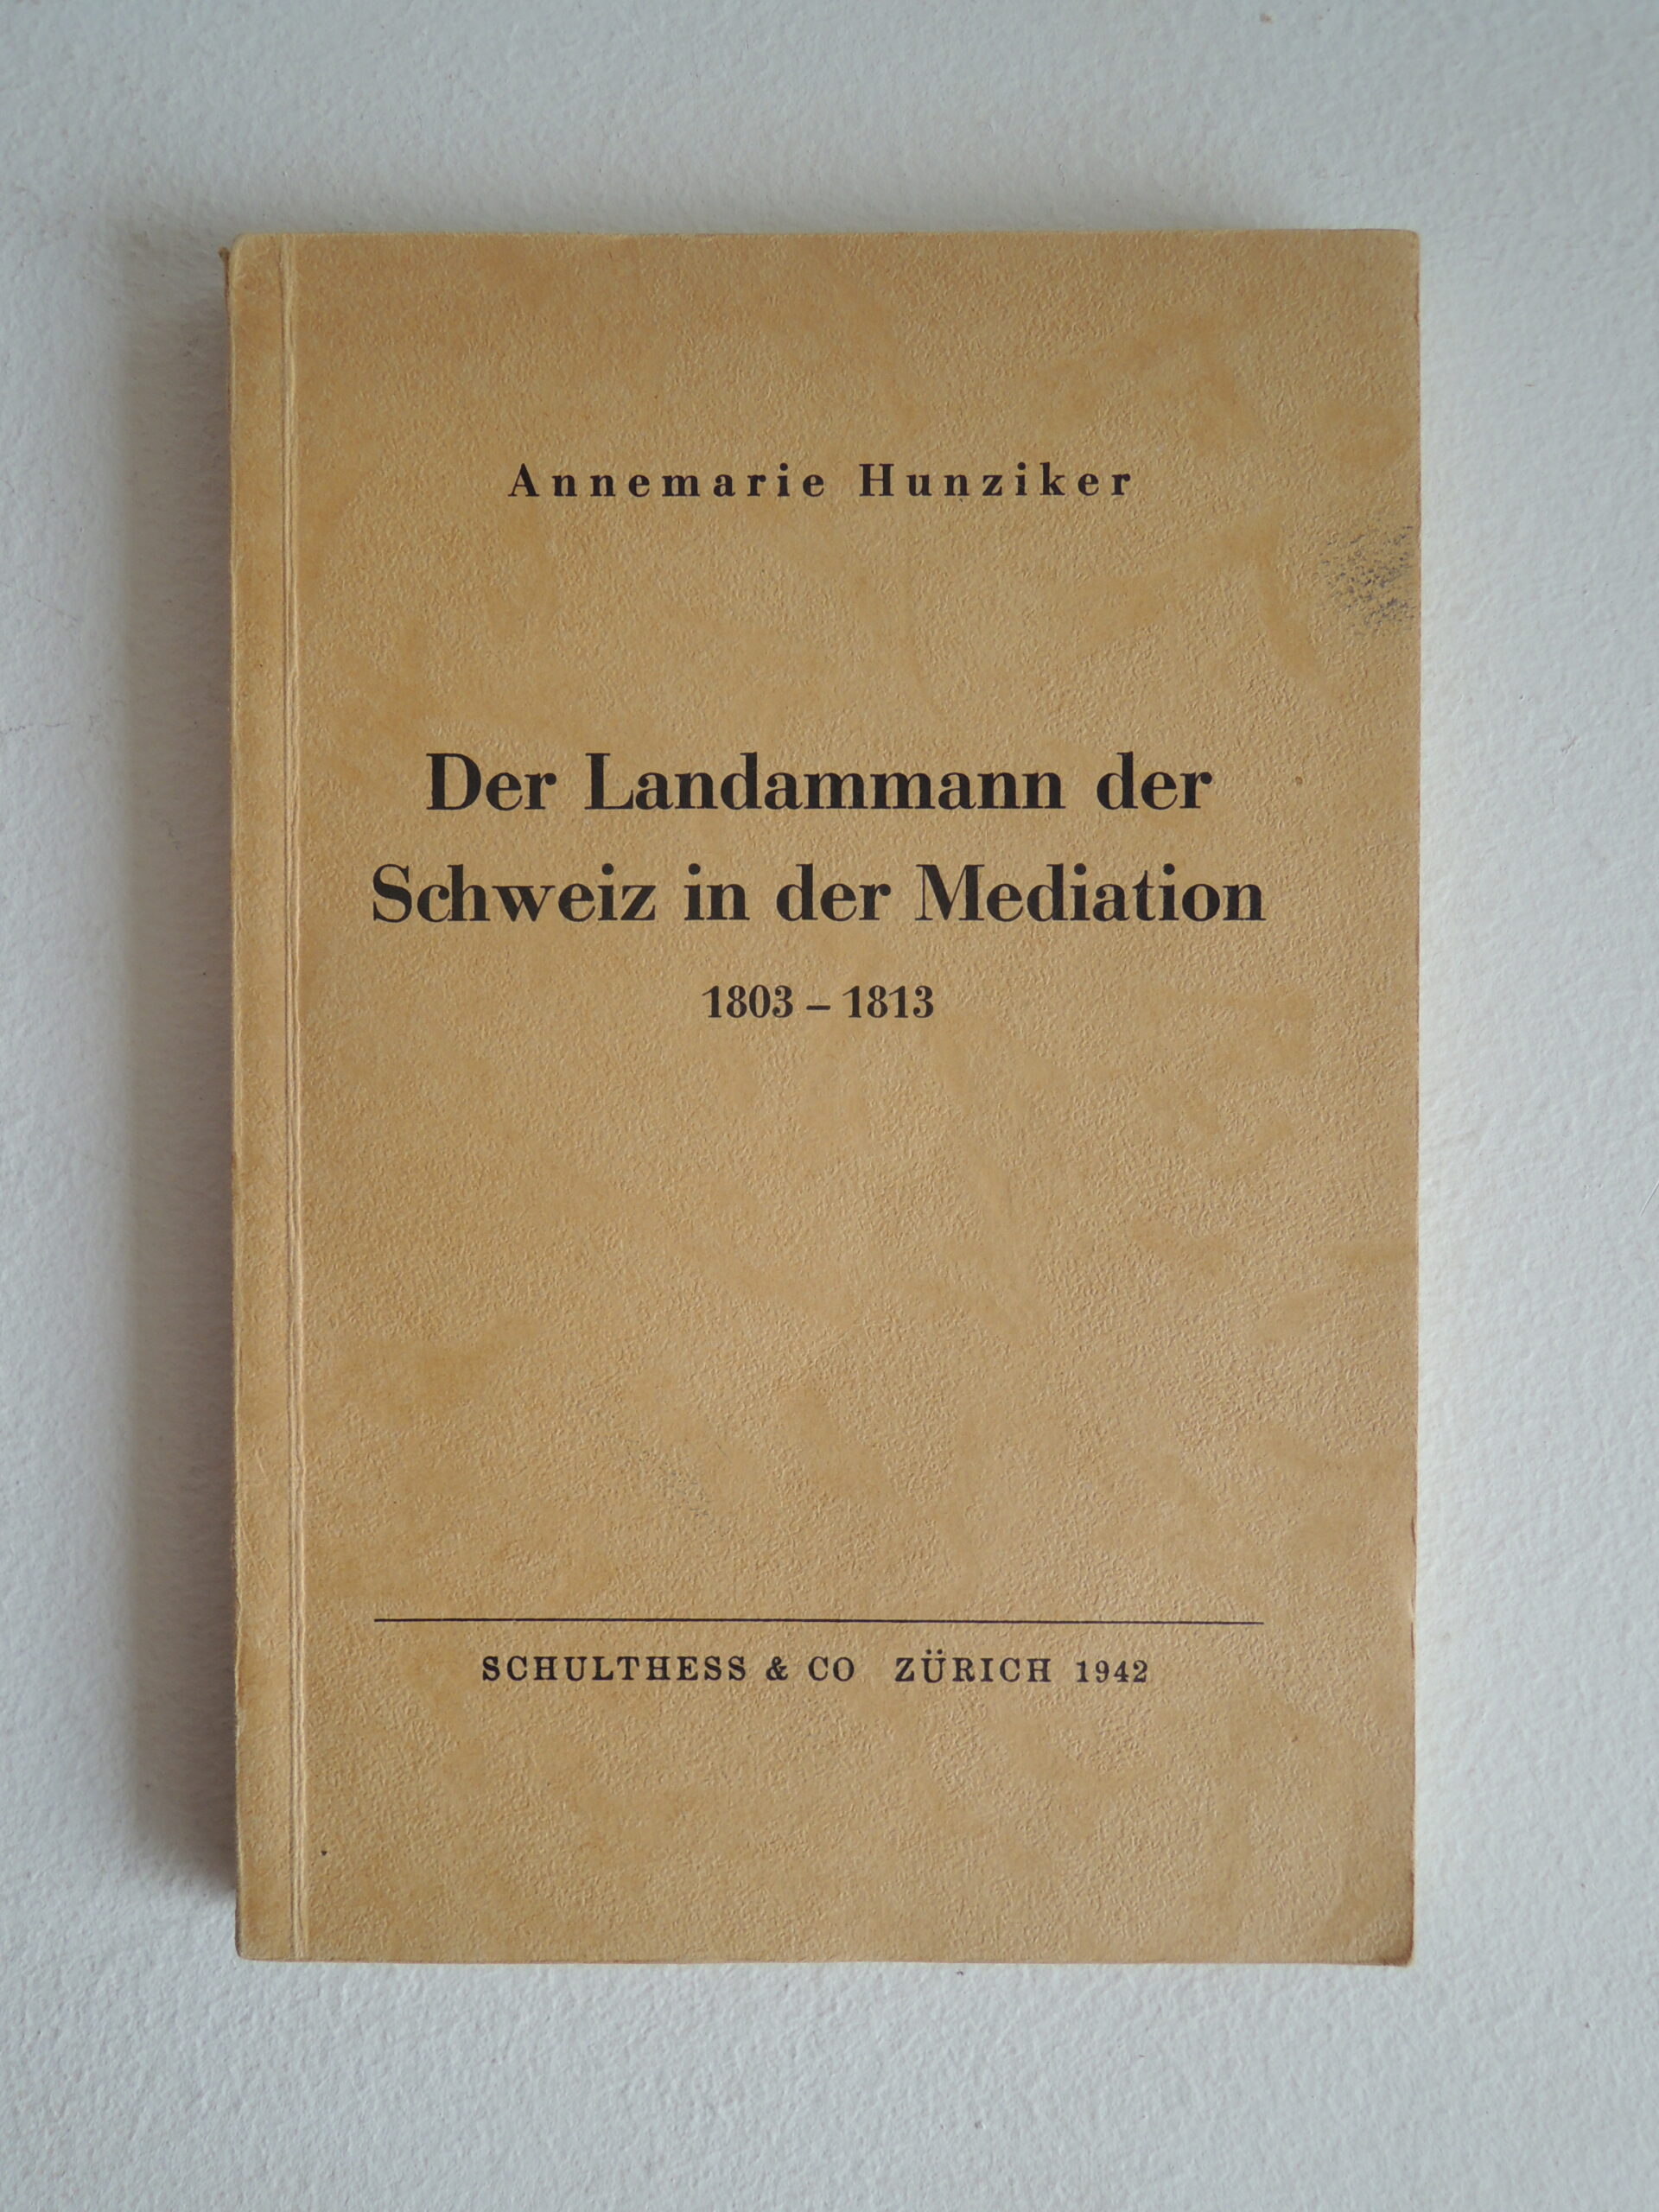 Annemarie Hunziker
Der Landammann der
Schweiz in der Mediation
1803 – 1813
SCHULTHESS & CO ZÜRICH 1942